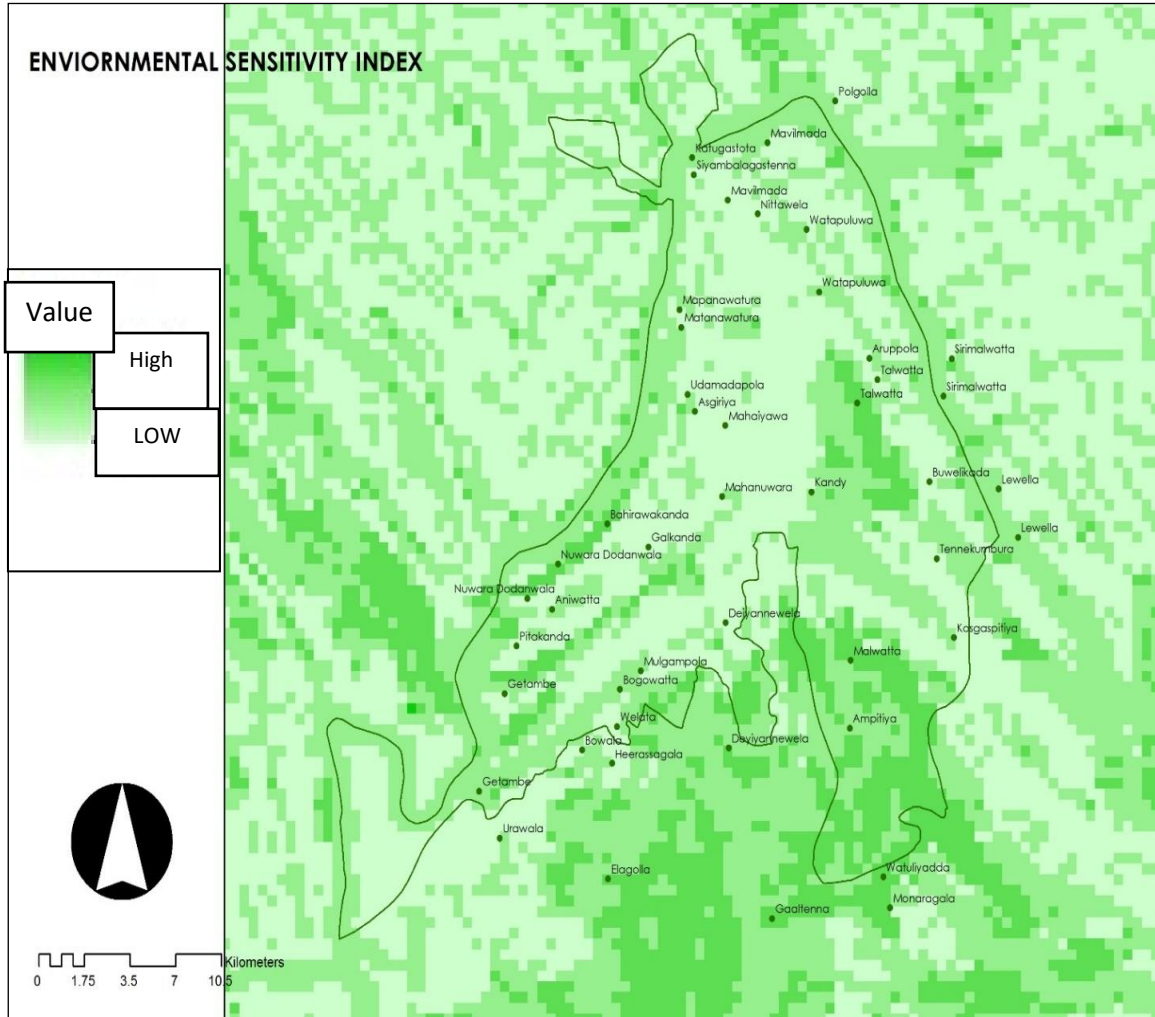 ENVIORNMENTAL SENSITIVITY INDEX
Value
High
LOW
Kilometers
0 1.75 3.5 7 10.5
Polgolla
Mavilmada
Katugastota
Siyambalagastenna
Mavilmada
Nittawela
Watapuluwa
Watapuluwa
Mapanawatura
Matanawatura
Aruppola
Sirimalwatta
Talwatta
Udamadapola
Talwatta
Sirimalwatta
Asgiriya
Mahaiyawa
Buwelikada
Lewella
Mahanuwara
Kandy
Bahirawakanda
Lewella
Galkanda
Nuwara Dodanwala
Tennekumbura
Nuwara Dodanwala
Aniwatta
Deiyannewela
Kosgaspitiya
Pitakanda
Malwatta
Mulgampola
Bogowatta
Getambe
Welata
Ampitiya
Bowala
Deviyannewela
Heerassagala
Getambe
Urawala
Elagolla
Watuliyadda
Monaragala
Gaaltenna